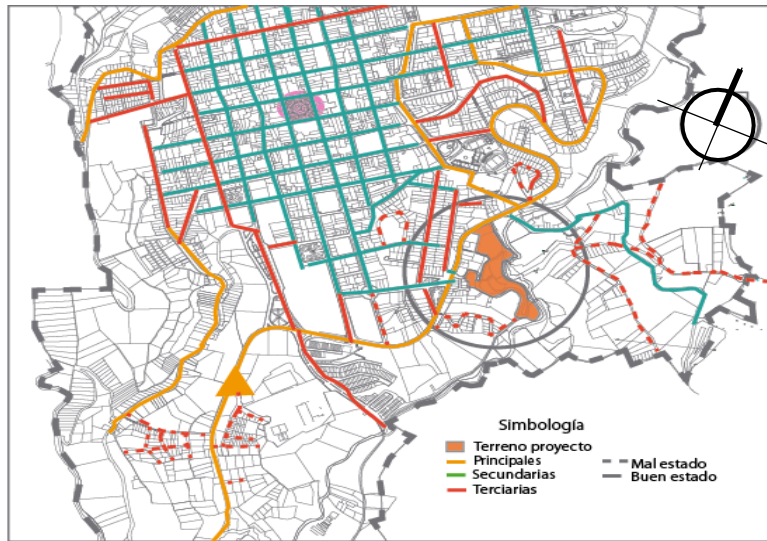 Simbología
Terreno proyecto
Principales
Secundarias
Terciarias
Mal estado
Buen estado